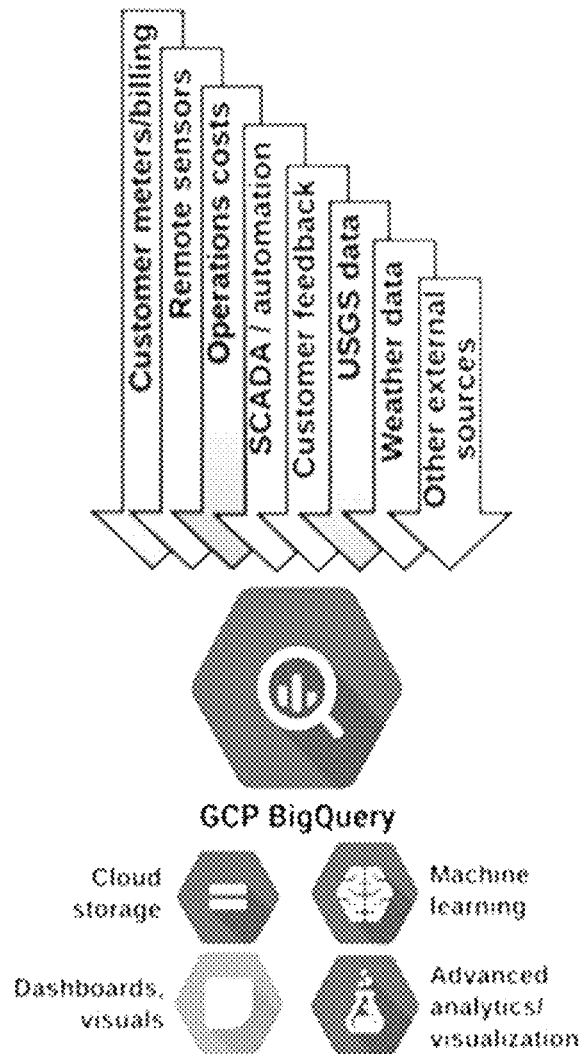 Customer meters/billing
Remote sensors
Operations costs
SCADA / automation
Customer feedback
USGS data
Weather data
Other external
sources
GCP BigQuery
Cloud
storage
Machine
learning
Dashboards,
visuals
Advanced
analytics/
visualization